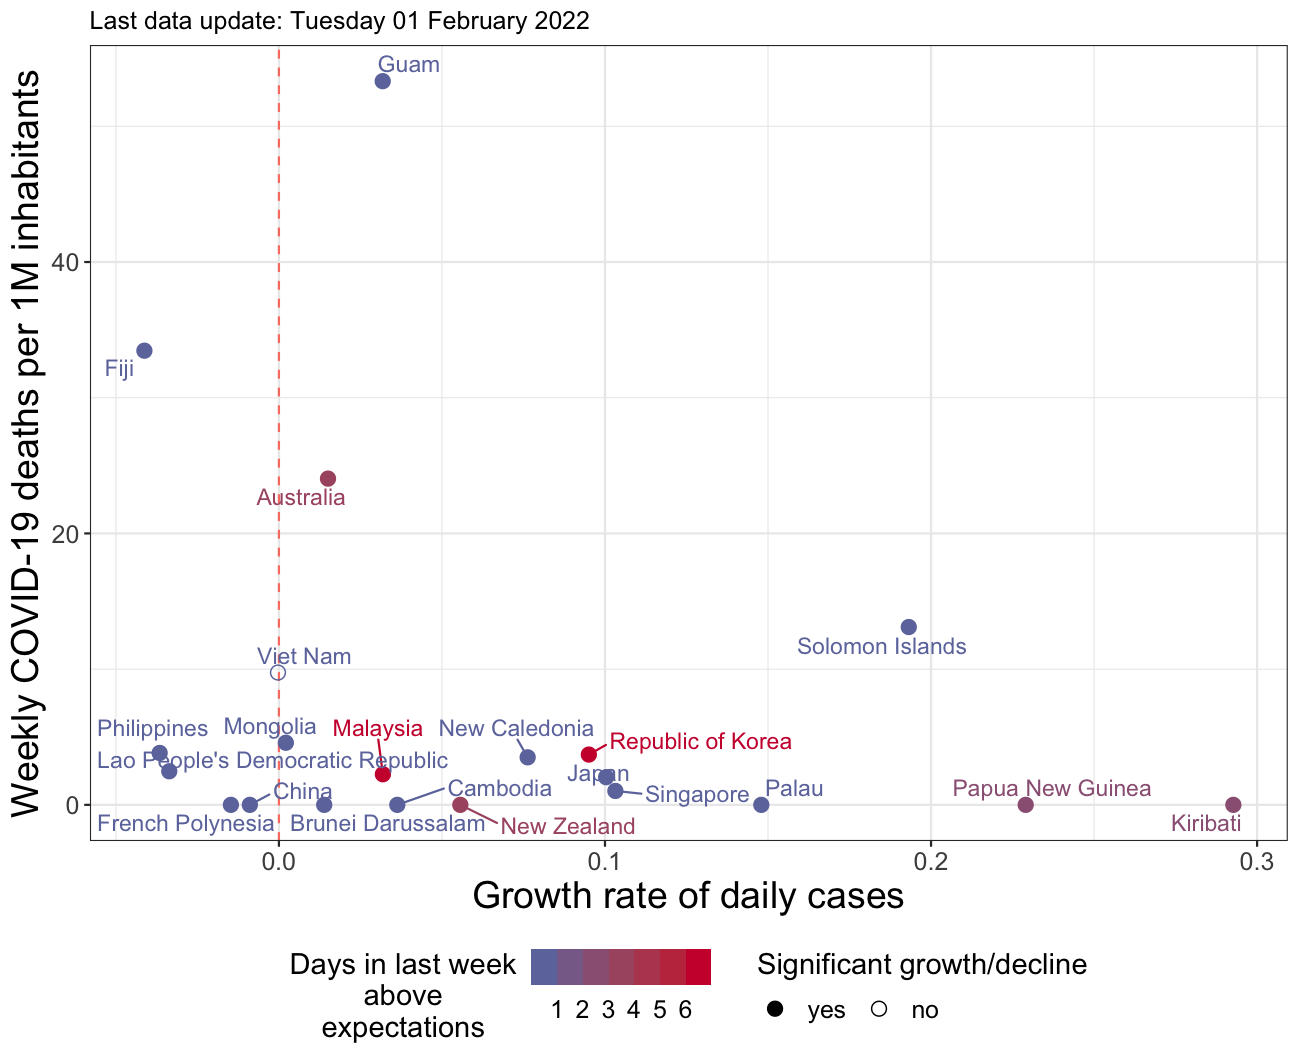 Last data update: Tuesday 01 February 2022
Weekly COVID-19 deaths per 1M inhabitants
Guam
40
Fiji
Australia
20
Solomon Islands
Viet Nam
Philippines
Mongolia
Malaysia
New Caledonia
Republic of Korea
Lao People's Democratic Republic
Japan
China
Cambodia
Singapore
Palau
Papua New Guinea
0
French Polynesia
Brunei Darussalam
New Zealand
Kiribati
0.0 0.1 0.2 0.3
Growth rate of daily cases
Days in last week
above
expectations
1 2 3 4 5 6
Significant growth/decline
yes no